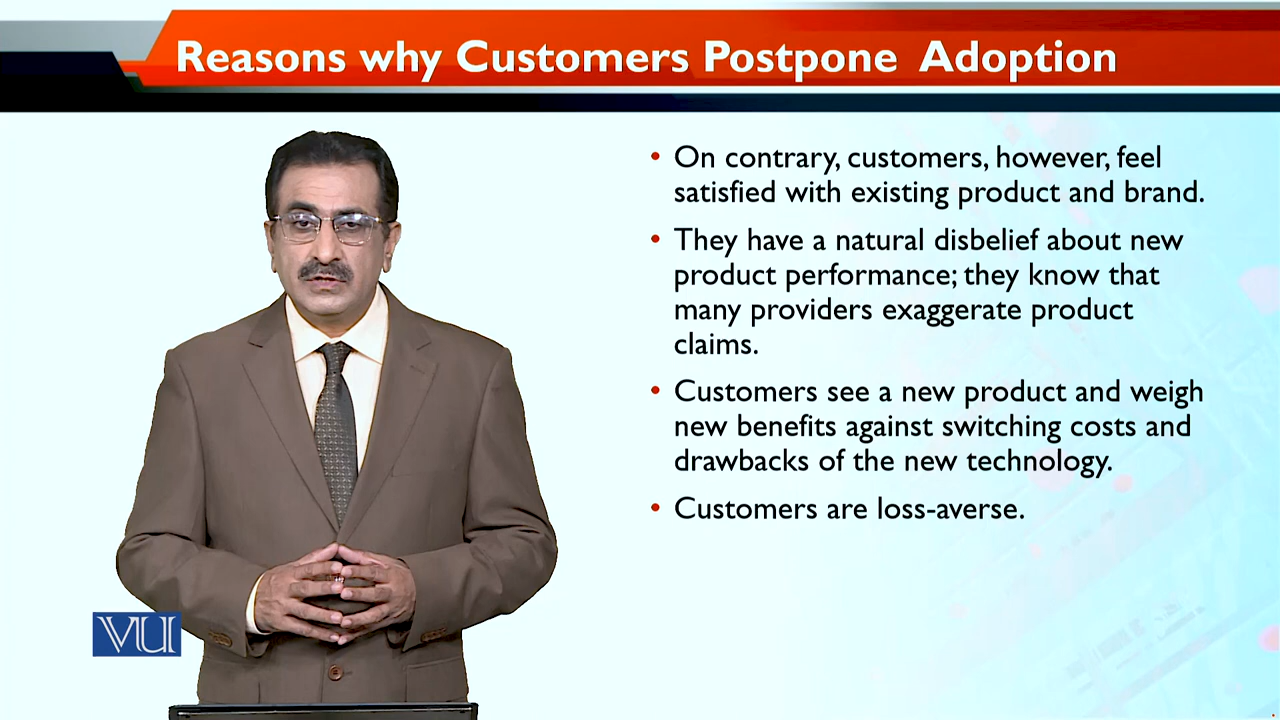 Reasons why Customers Postpone Adoption
• On contrary, customers, however, feel
satisfied with existing product and brand.
• They have a natural disbelief about new
product performance; they know that
many providers exaggerate product
claims.
• Customers see a new product and weigh
new benefits against switching costs and
drawbacks of the new technology.
• Customers are loss-averse.
VU